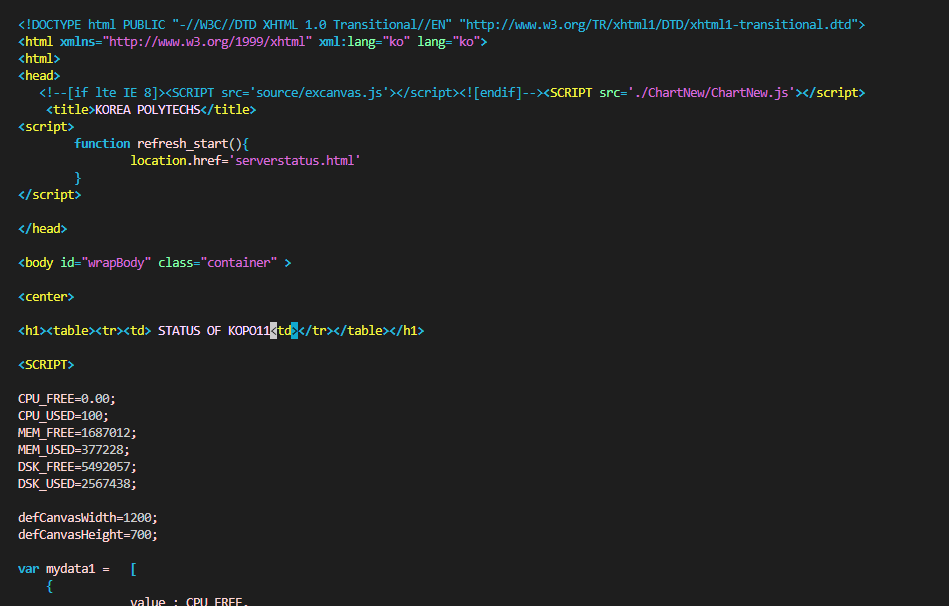 <!DOCTYPE html PUBLIC "-//W3C//DTD XHTML 1.0 Transitional//EN" "http://www.w3.org/TR/xhtml1/DTD/xhtml1-transitional.dtd">
<html xmlns="http://www.w3.org/1999/xhtml" xml:lang="ko" lang="ko">
<html>
<head>
<!--[if lte IE 8]><SCRIPT src='source/excanvas.js'></script><![endif]--><SCRIPT src='./ChartNew/ChartNew.js'></script>
<title>KOREA POLYTECHS</title>
<script>
function refresh_start(){
location.href='serverstatus.html'
}
</script>
</head>
<body id="wrapBody" class="container" >
<center>
<h1><table><tr><td> STATUS OF KOPO11<td></tr></table></h1>
<SCRIPT>
CPU_FREE=0.00;
CPU_USED=100;
MEM_FREE=1687012;
MEM_USED=377228;
DSK_FREE=5492057;
DSK_USED=2567438;
defCanvasWidth=1200;
defCanvasHeight=700;
var mydata1 =   [
{
value : CPU_FREE,